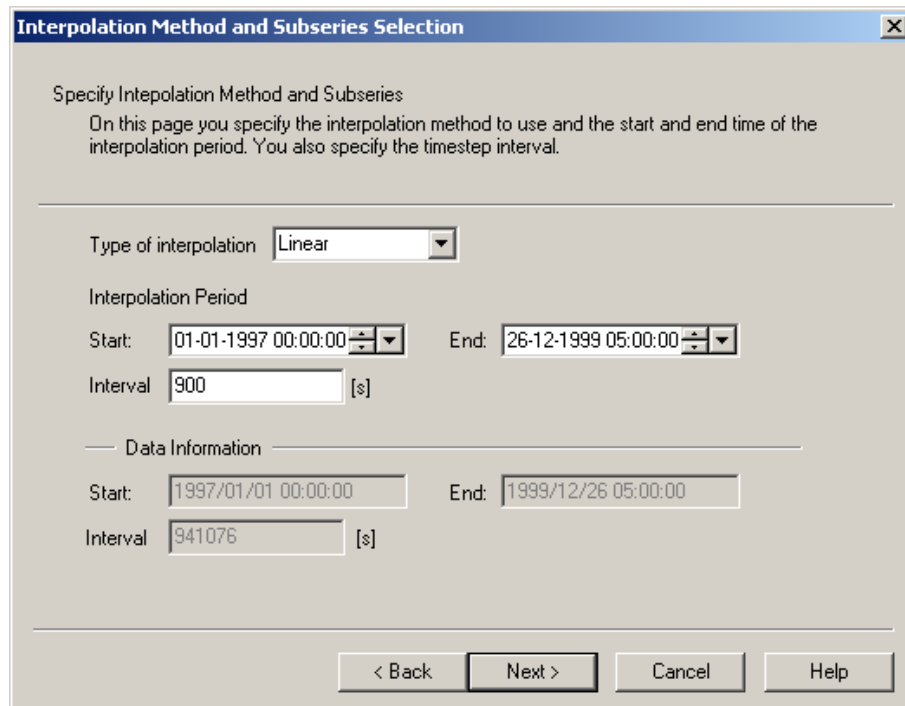 Interpolation Method and Subseries Selection
Specify Intepolation Method and Subseries
On this page you specify the interpolation method to use and the start and end time of the
interpolation period. You also specify the timestep interval.
Type of interpolation Linear
Interpolation Period
Start: 01-01-1997 00:00:00 End: 26-12-1999 05:00:00
Interval 900 [s]
Data Information
Start: 1997/01/01 00:00:00 End: 1999/12/26 05:00:00
Interval 941076 [s]
< Back Next > Cancel Help